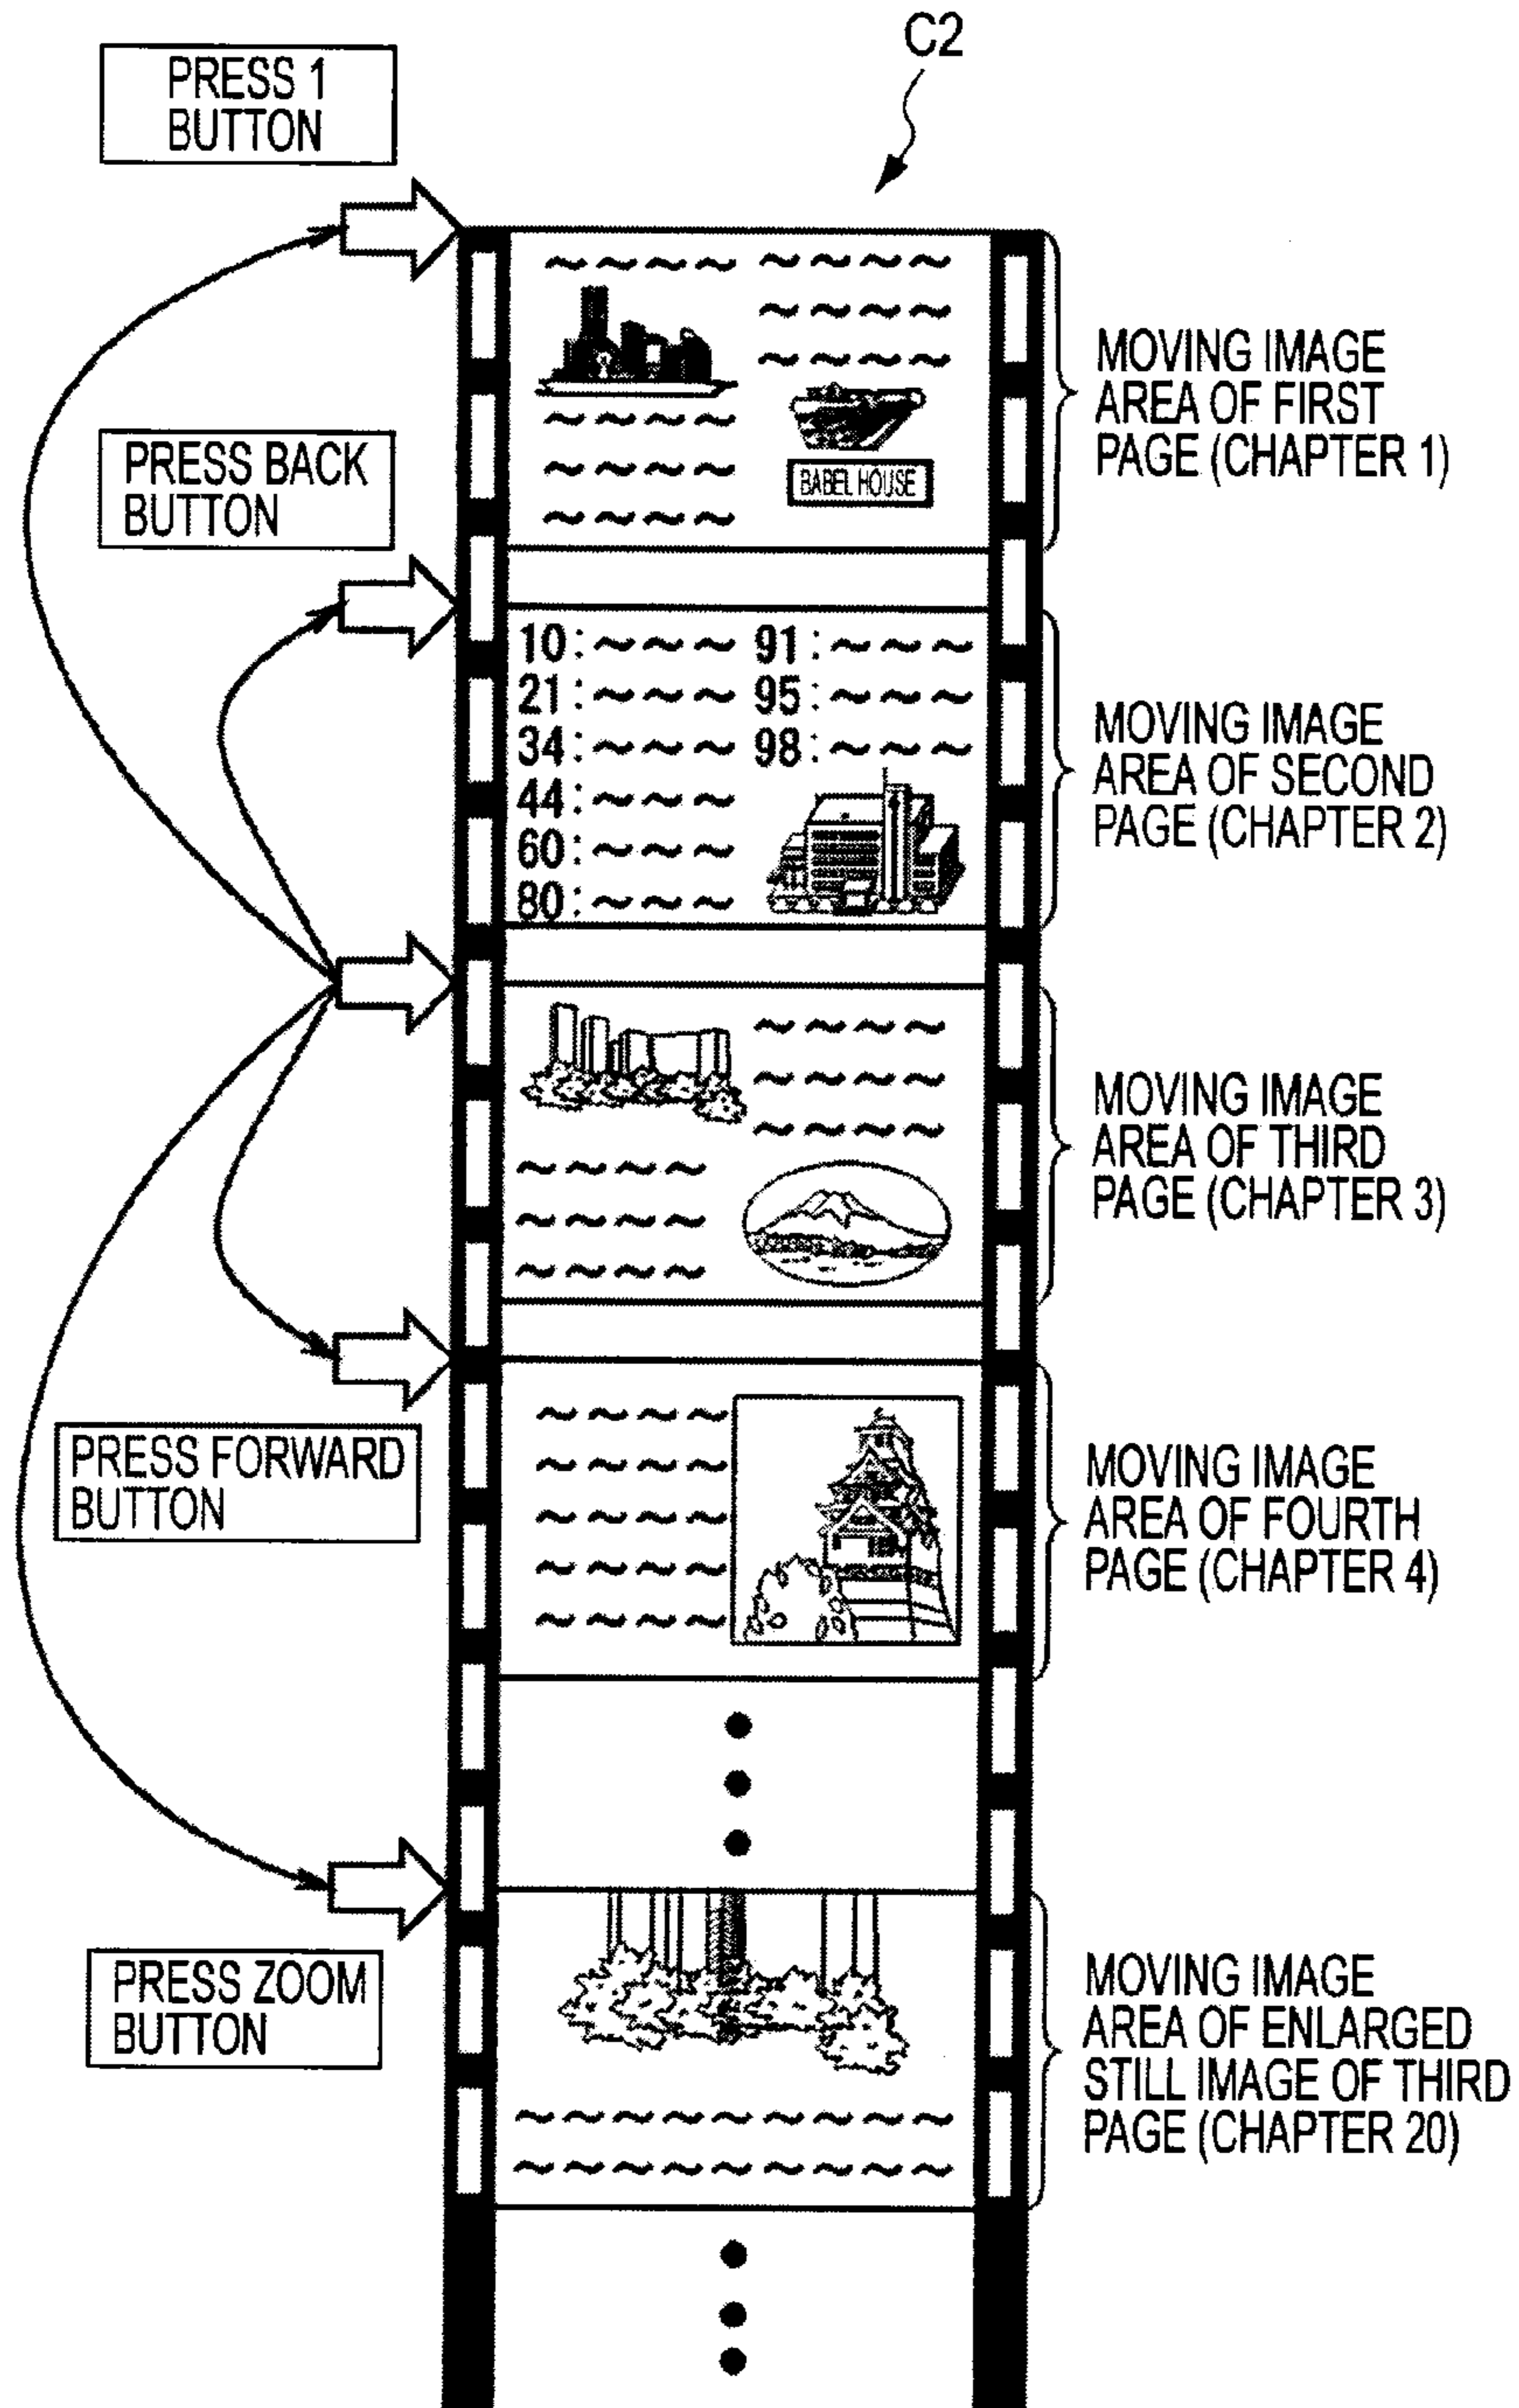 C2
PRESS 1
BUTTON
BABEL HOUSE
MOVING IMAGE
AREA OF FIRST
PAGE (CHAPTER 1)
PRESS BACK
BUTTON
10:
21:
34:
44:
60:
80:
91:
95:
98:
MOVING IMAGE
AREA OF SECOND
PAGE (CHAPTER 2)
MOVING IMAGE
AREA OF THIRD
PAGE (CHAPTER 3)
PRESS FORWARD
BUTTON
MOVING IMAGE
AREA OF FOURTH
PAGE (CHAPTER 4)
PRESS ZOOM
BUTTON
MOVING IMAGE
AREA OF ENLARGED
STILL IMAGE OF THIRD
PAGE (CHAPTER 20)